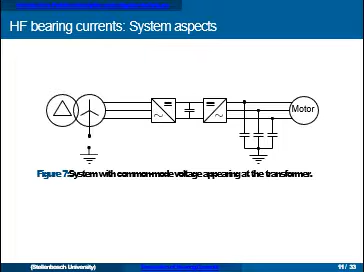 HF bearing currents: System aspects
Motor
Figure 7:System with common-mode voltage appearing at the transformer.
(Stellenbosch University)
11 / 33